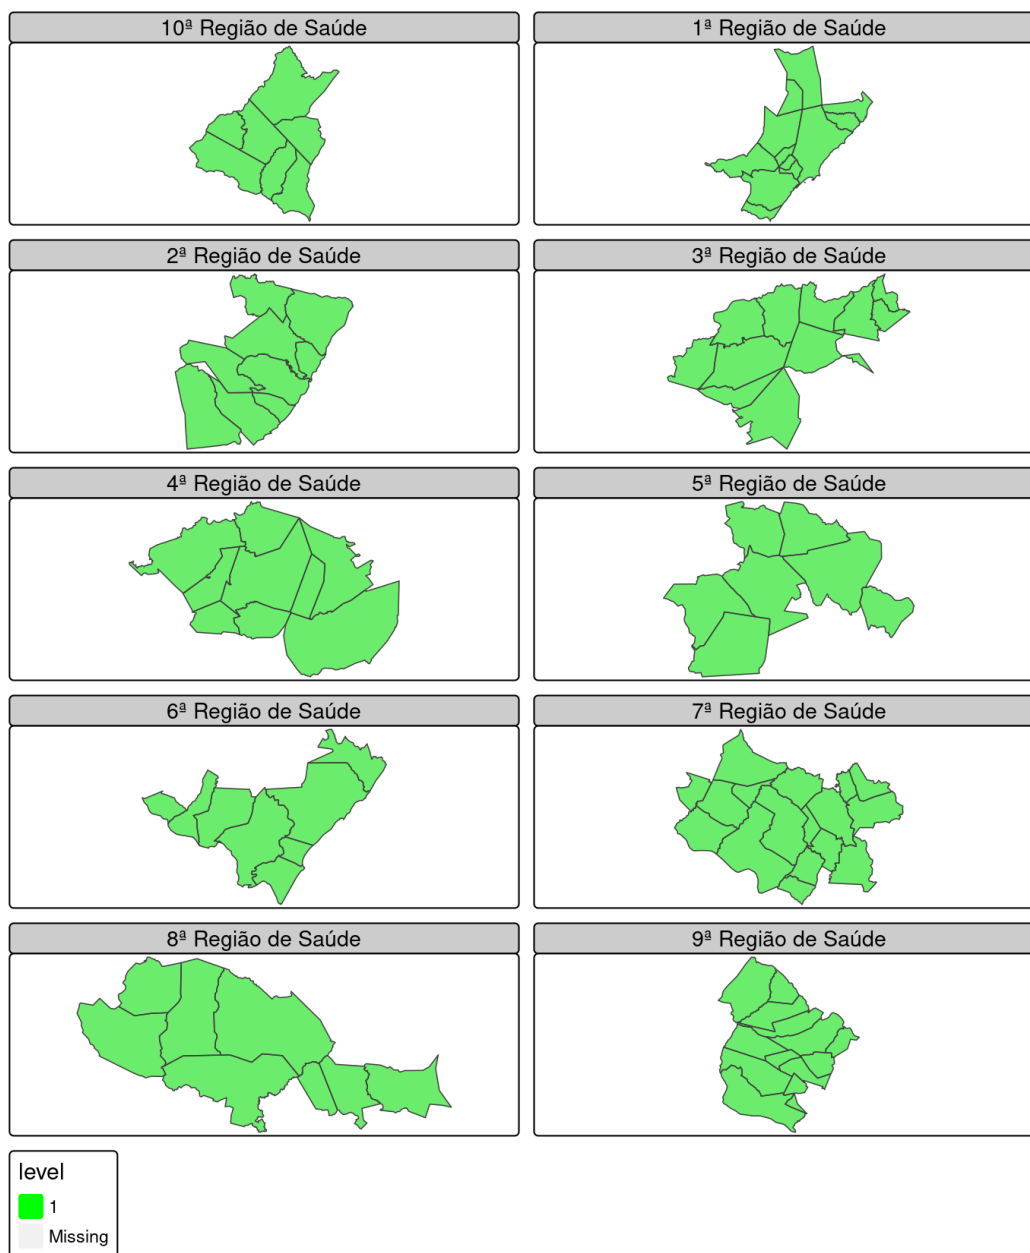 10ª Região de Saúde
1ª Região de Saúde
2ª Região de Saúde
3ª Região de Saúde
4ª Região de Saúde
5ª Região de Saúde
6ª Região de Saúde
7ª Região de Saúde
8ª Região de Saúde
9ª Região de Saúde
level
1
Missing